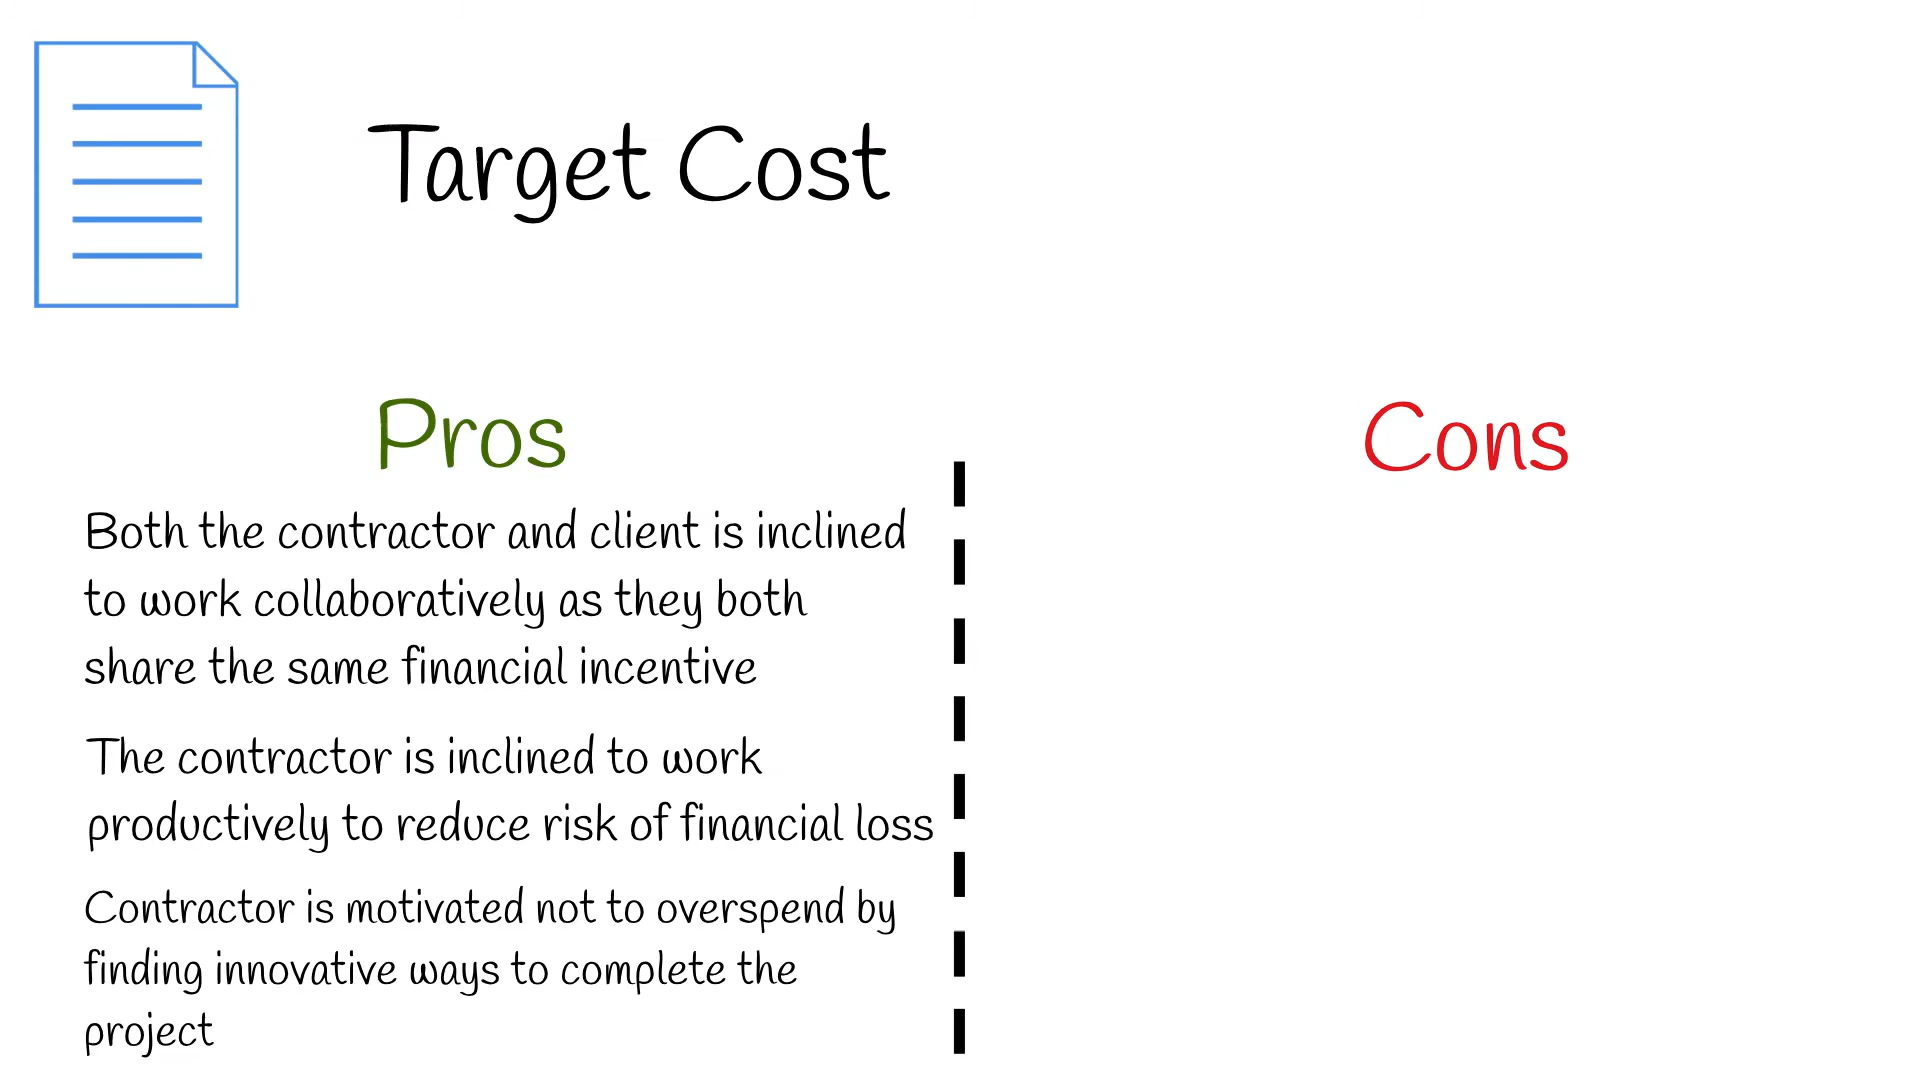 Target Cost
Pros
Both the contractor and client is inclined
to work collaboratively as they both
share the same financial incentive
The contractor is inclined to work
productively to reduce risk of financial loss
Contractor is motivated not to overspend by
finding innovative ways to complete the
project
Cons